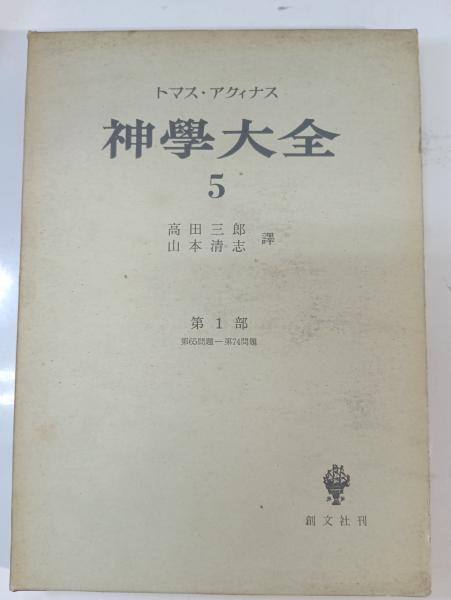 トマス・アクィナス
神學大全
5
高田三郎
山本清志 譯
第1部
第65問題―第74問題
創文社刊